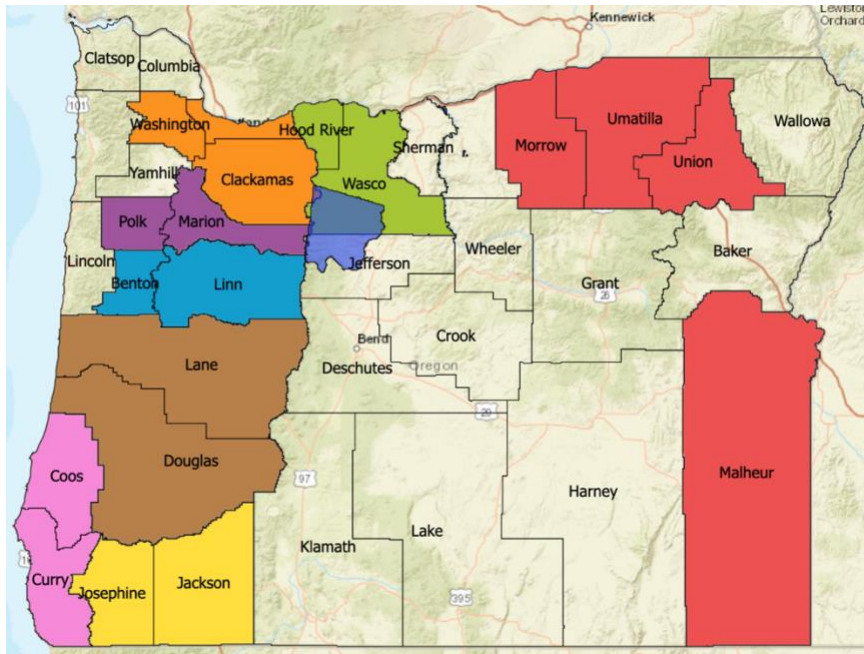 Lewiston
Orchard
Kennewick
Clatsop
Columbia
101
Washington
Hood River
Sherman
Morrow
Umatilla
Union
Wallowa
Yamhill
Clackamas
Wasco
Polk
Marion
Lincoln
Benton
Linn
Jefferson
Wheeler
Grant
26
Baker
Lane
Bend
Deschutes
Crook
Oregon
20
Coos
Douglas
97
Klamath
Lake
Harney
Malheur
Curry
Josephine
Jackson
395